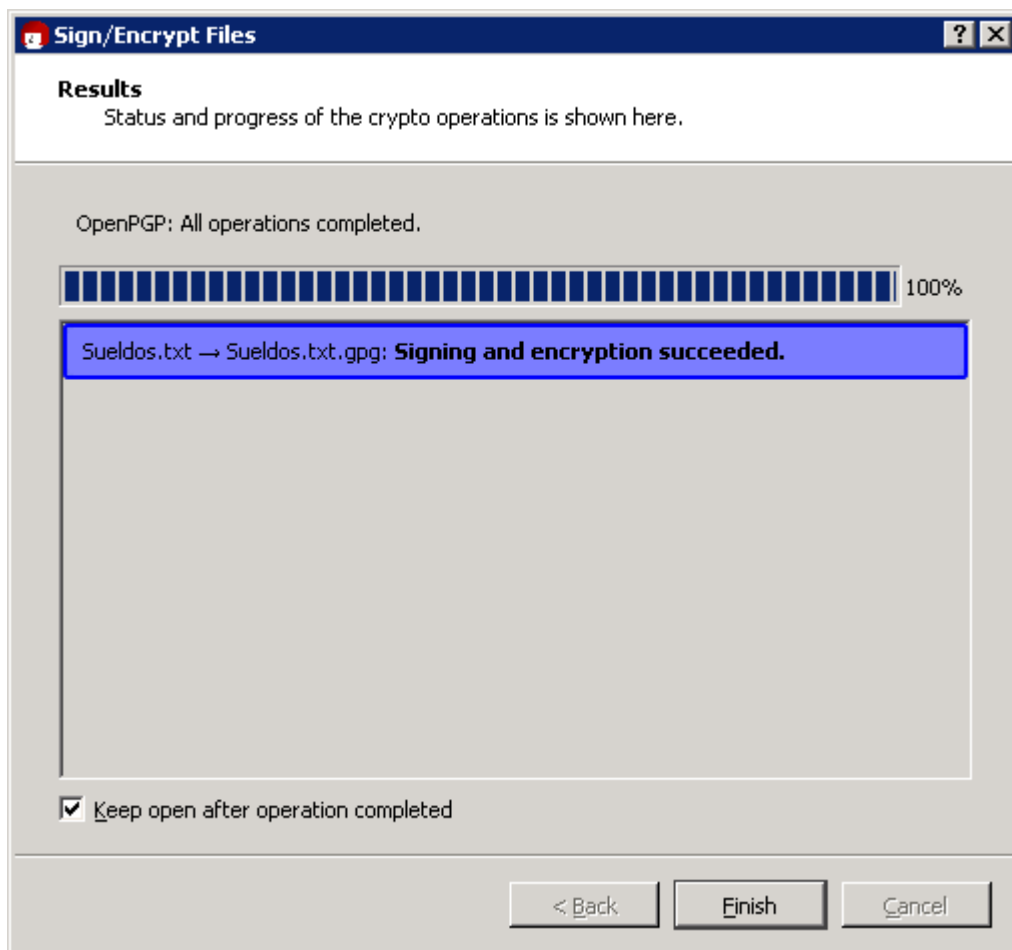 Sign/Encrypt Files
Results
Status and progress of the crypto operations is shown here.
OpenPGP: All operations completed.
100%
Sueldos.txt → Sueldos.txt.gpg: Signing and encryption succeeded.
Keep open after operation completed
< Back
Finish
Cancel